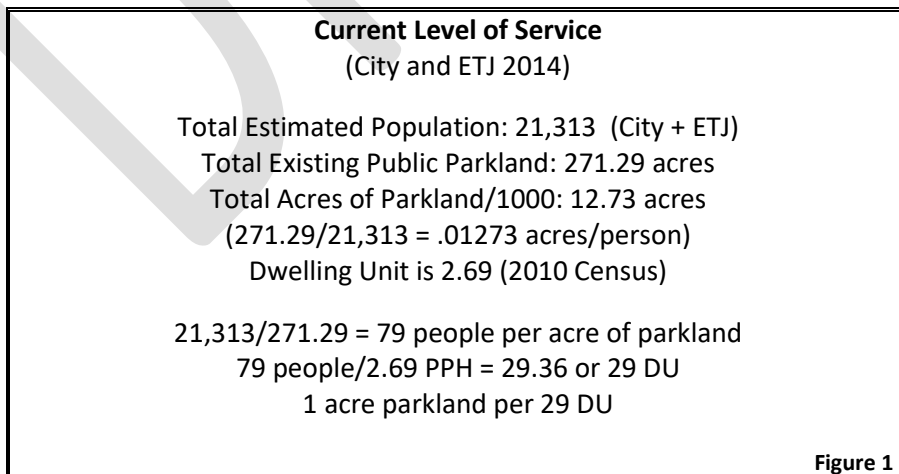 Current Level of Service
(City and ETJ 2014)
Total Estimated Population: 21,313 (City + ETJ)
Total Existing Public Parkland: 271.29 acres
Total Acres of Parkland/1000: 12.73 acres
(271.29/21,313 = .01273 acres/person)
Dwelling Unit is 2.69 (2010 Census)
21,313/271.29 = 79 people per acre of parkland
79 people/2.69 PPH = 29.36 or 29 DU
1 acre parkland per 29 DU
Figure 1